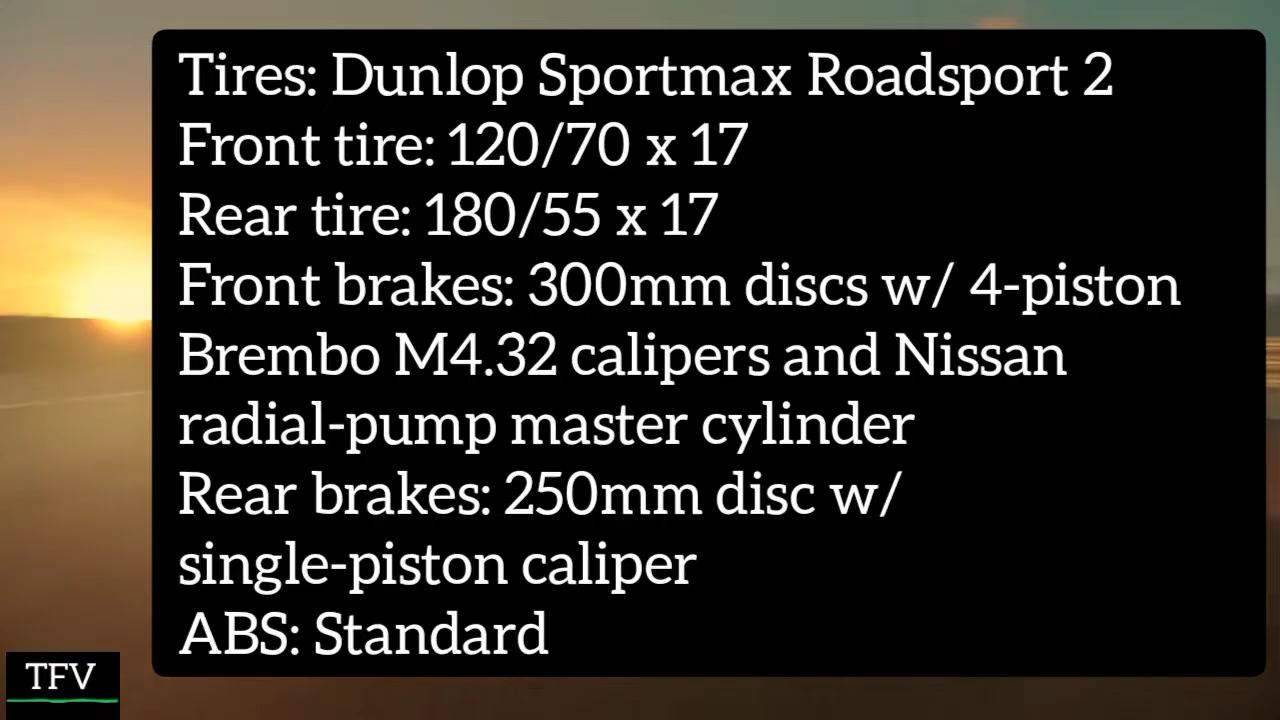 Tires: Dunlop Sportmax Roadsport 2
Front tire: 120/70 x 17
Rear tire: 180/55 x 17
Front brakes: 300mm discs w/ 4-piston
Brembo M4.32 calipers and Nissan
radial-pump master cylinder
Rear brakes: 250mm disc w/
single-piston caliper
ABS: Standard
TFV